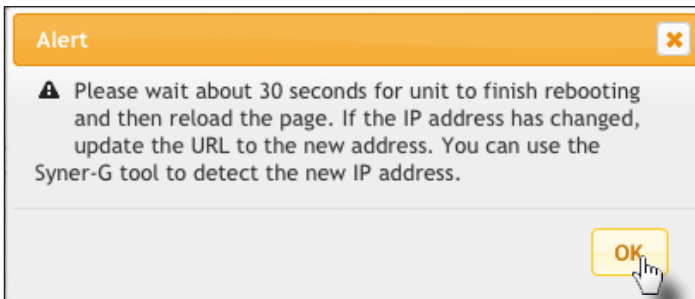 Alert
Please wait about 30 seconds for unit to finish rebooting
and then reload the page. If the IP address has changed,
update the URL to the new address. You can use the
Syner-G tool to detect the new IP address.
OK